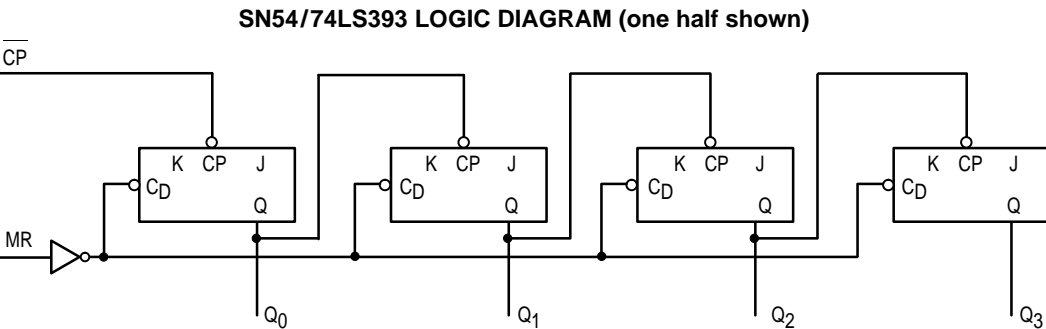 SN54/74LS393 LOGIC DIAGRAM (one half shown)
CP
K CP J
K CP J
K CP J
K CP J
CD
CD
CD
CD
Q
Q
Q
Q
MR
Q0
Q1
Q2
Q3